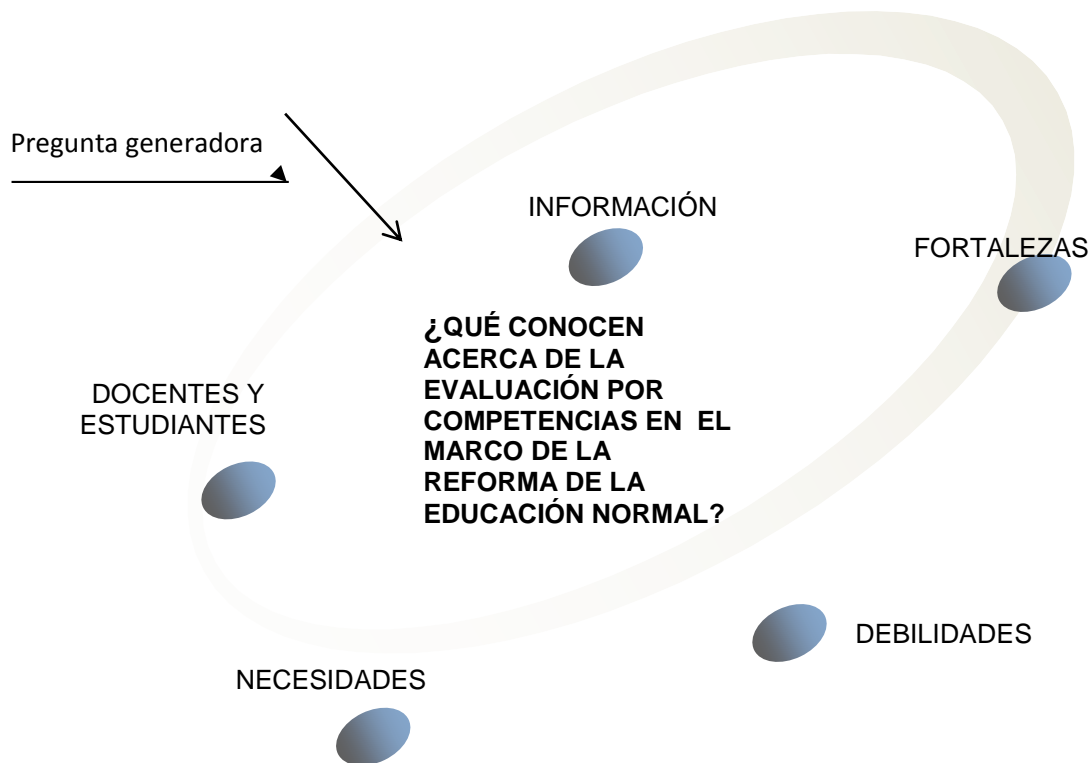 Pregunta generadora
INFORMACIÓN
FORTALEZAS
¿QUÉ CONOCEN
ACERCA DE LA
EVALUACIÓN POR
COMPETENCIAS EN EL
MARCO DE LA
REFORMA DE LA
EDUCACIÓN NORMAL?
DOCENTES Y
ESTUDIANTES
DEBILIDADES
NECESIDADES